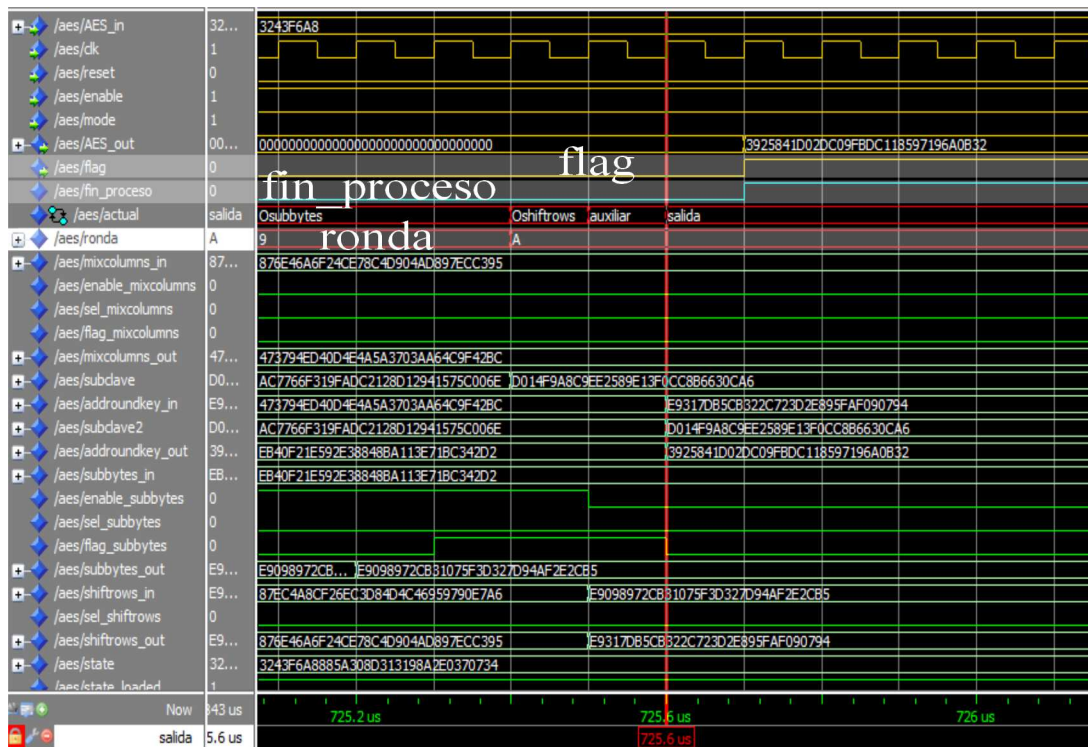 /aes/AES_in 32... 3243F6A8
/aes/clk 1
/aes/reset 0
/aes/enable 1
/aes/mode 1
/aes/AES_out 00... 00000000000000000000000000000000 3925841D02DC09FBDC118597196A0B32
/aes/flag 0 flag
/aes/fin_proceso 0 fin_proceso
/aes/actual salida Osubbytes Oshiftrows auxiliar salida
/aes/ronda A 9 ronda A
/aes/mixcolumns_in 87... 876E46A6F24CE78C4D904AD897ECC395
/aes/enable_mixcolumns 0
/aes/sel_mixcolumns 0
/aes/flag_mixcolumns 0
/aes/mixcolumns_out 47... 473794ED40D4E4A5A3703AA64C9F42BC
/aes/subclave D0... AC7766F319FADC2128D12941575C006E D014F9A8C9EE2589E13F0CC8B6630CA6
/aes/addroundkey_in E9... 473794ED40D4E4A5A3703AA64C9F42BC E9317DB5CB322C723D2E895FAF090794
/aes/subclave2 D0... AC7766F319FADC2128D12941575C006E D014F9A8C9EE2589E13F0CC8B6630CA6
/aes/addroundkey_out 39... EB40F21E592E38848BA113E71BC342D2 3925841D02DC09FBDC118597196A0B32
/aes/subbytes_in EB... EB40F21E592E38848BA113E71BC342D2
/aes/enable_subbytes 0
/aes/sel_subbytes 0
/aes/flag_subbytes 0
/aes/subbytes_out E9... E9098972CB... E9098972CB31075F3D327D94AF2E2CB5
/aes/shiftrows_in E9... 87EC4A8CF26EC3D84D4C46959790E7A6 E9098972CB31075F3D327D94AF2E2CB5
/aes/sel_shiftrows 0
/aes/shiftrows_out E9... 876E46A6F24CE78C4D904AD897ECC395 E9317DB5CB322C723D2E895FAF090794
/aes/state 32... 3243F6A8885A308D313198A2E0370734
/aes/state_loaded 1
Now 843 us 725.2 us 725.6 us 726 us
salida 5.6 us 725.6 us